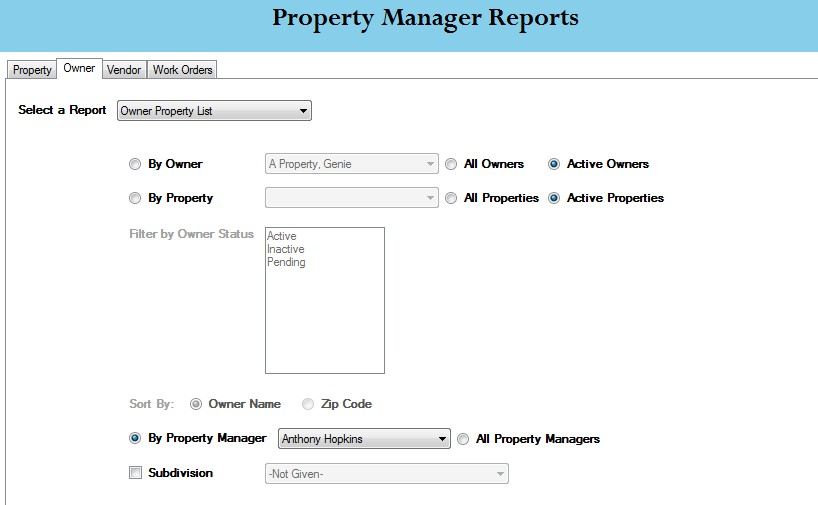 Property Manager Reports
Property Owner Vendor Work Orders
Select a Report Owner Property List
By Owner A Property, Genie All Owners Active Owners
By Property All Properties Active Properties
Filter by Owner Status Active
Inactive
Pending
Sort By: Owner Name Zip Code
By Property Manager Anthony Hopkins All Property Managers
Subdivision -Not Given-